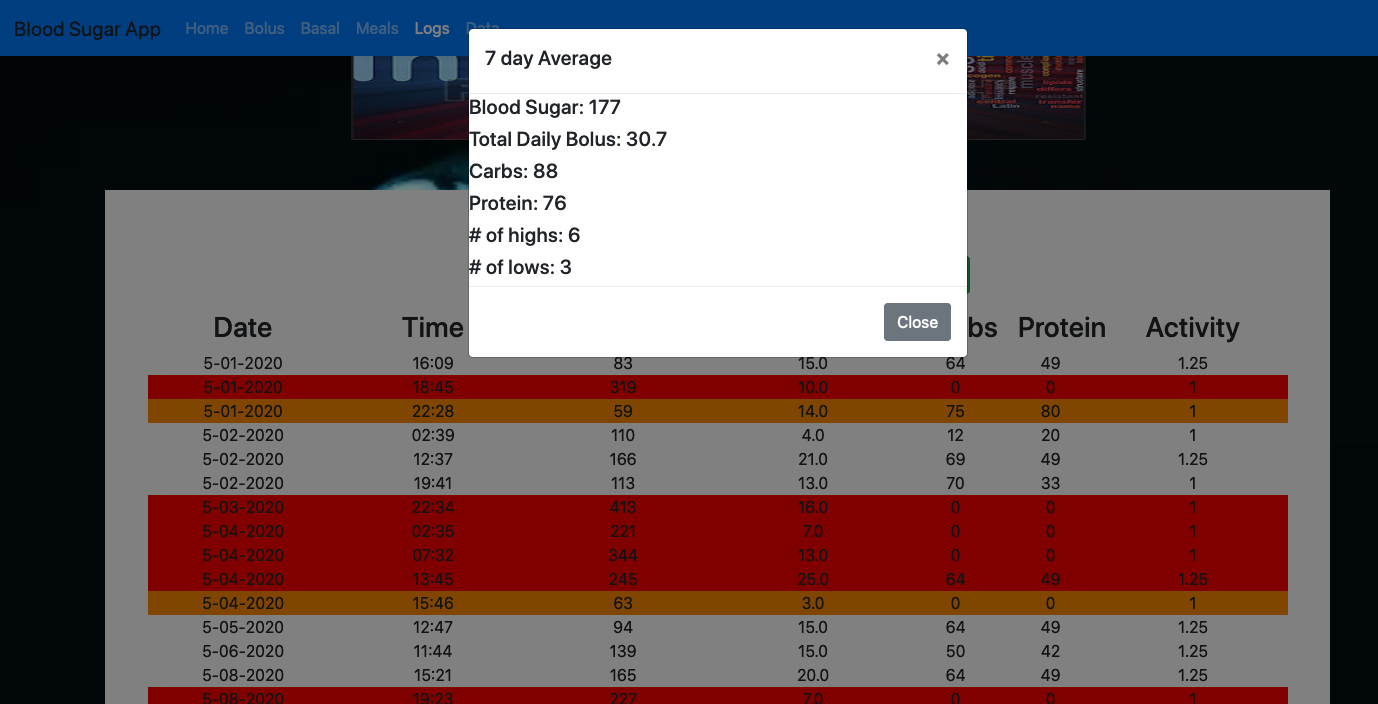 Blood Sugar App Home Bolus Basal Meals Logs Data
7 day Average ×
Blood Sugar: 177
Total Daily Bolus: 30.7
Carbs: 88
Protein: 76
# of highs: 6
# of lows: 3
Close
Date Time bs Protein Activity
5-01-2020 16:09 83 15.0 64 49 1.25
5-01-2020 18:45 319 10.0 0 0 1
5-01-2020 22:28 59 14.0 75 80 1
5-02-2020 02:39 110 4.0 12 20 1
5-02-2020 12:37 166 21.0 69 49 1.25
5-02-2020 19:41 113 13.0 70 33 1
5-03-2020 22:34 413 16.0 0 0 1
5-04-2020 02:35 221 7.0 0 0 1
5-04-2020 07:32 344 13.0 0 0 1
5-04-2020 13:45 245 25.0 64 49 1.25
5-04-2020 15:46 63 3.0 0 0 1
5-05-2020 12:47 94 15.0 64 49 1.25
5-06-2020 11:44 139 15.0 50 42 1.25
5-08-2020 15:21 165 20.0 64 49 1.25
5-08-2020 19:23 227 7.0 0 0 1